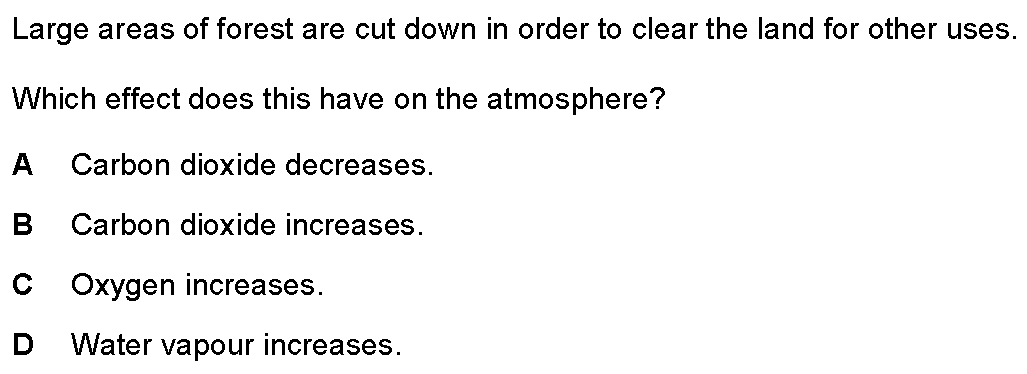 Large areas of forest are cut down in order to clear the land for other uses.
Which effect does this have on the atmosphere?
A Carbon dioxide decreases.
B Carbon dioxide increases.
C Oxygen increases.
D Water vapour increases.